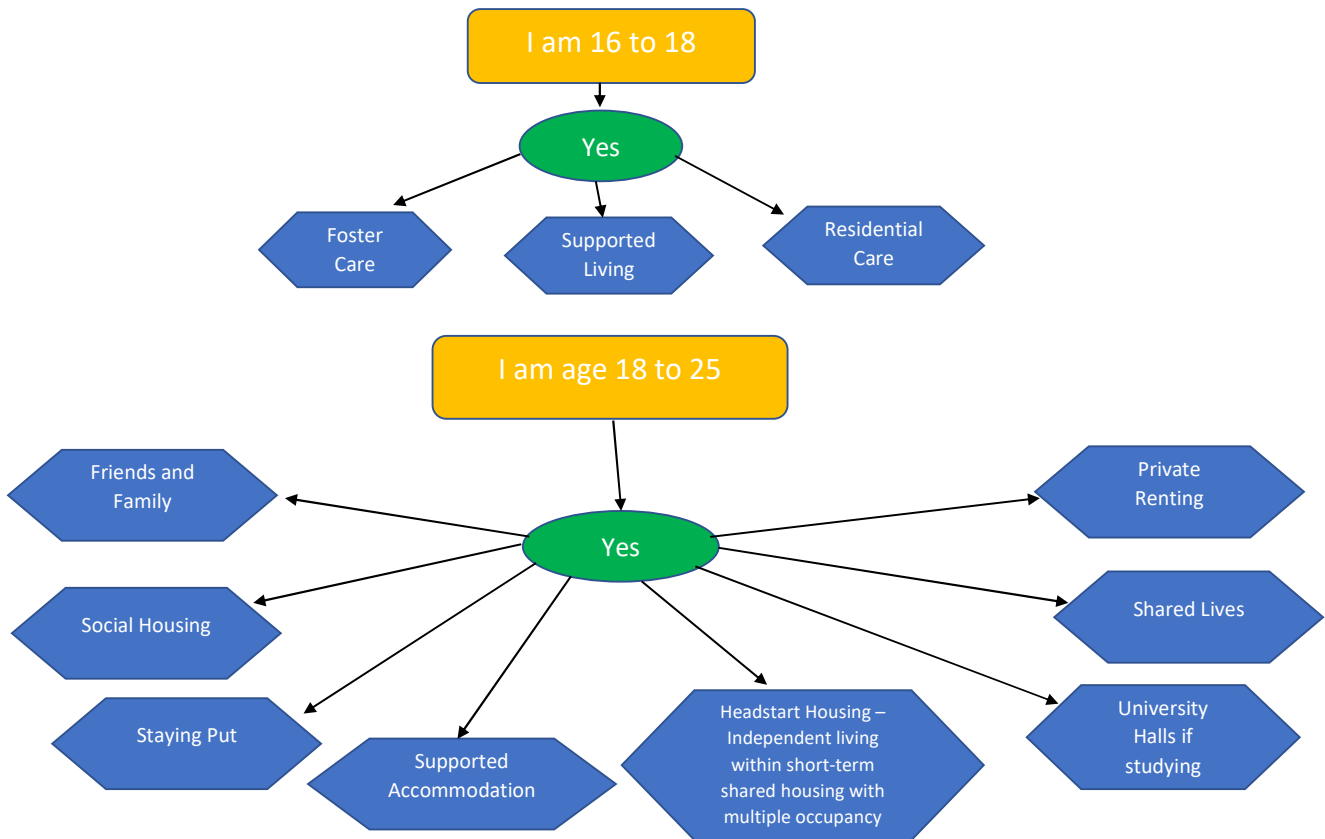 I am 16 to 18
Yes
Foster
Care
Supported
Living
Residential
Care
I am age 18 to 25
Friends and
Family
Private
Renting
Yes
Social Housing
Shared Lives
Staying Put
Supported
Accommodation
Headstart Housing –
Independent living
within short-term
shared housing with
multiple occupancy
University
Halls if
studying